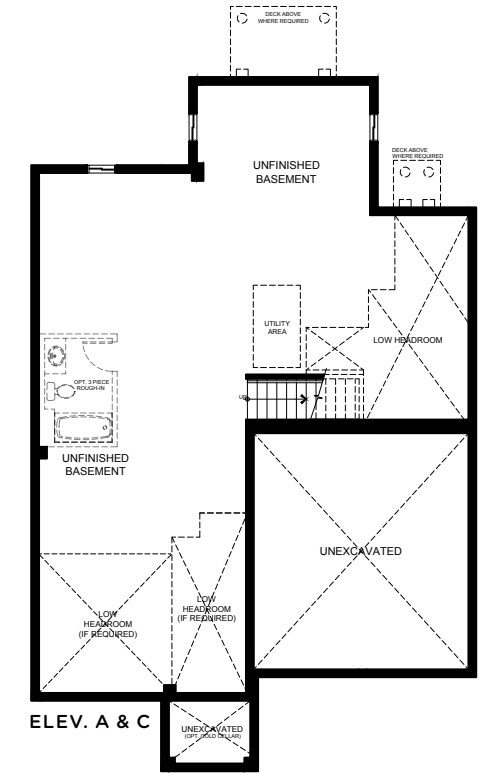 DECK ABOVE
WHERE REQUIRED
DECK ABOVE
WHERE REQUIRED
UNFINISHED
BASEMENT
UTILITY
AREA
LOW HEADROOM
OPT. 3 PIECE
ROUGH-IN
UP
UNFINISHED
BASEMENT
UNEXCAVATED
LOW
HEADROOM
(IF REQUIRED)
LOW
HEADROOM
(IF REQUIRED)
ELEV. A & C
UNEXCAVATED
(OPT. COLD CELLAR)